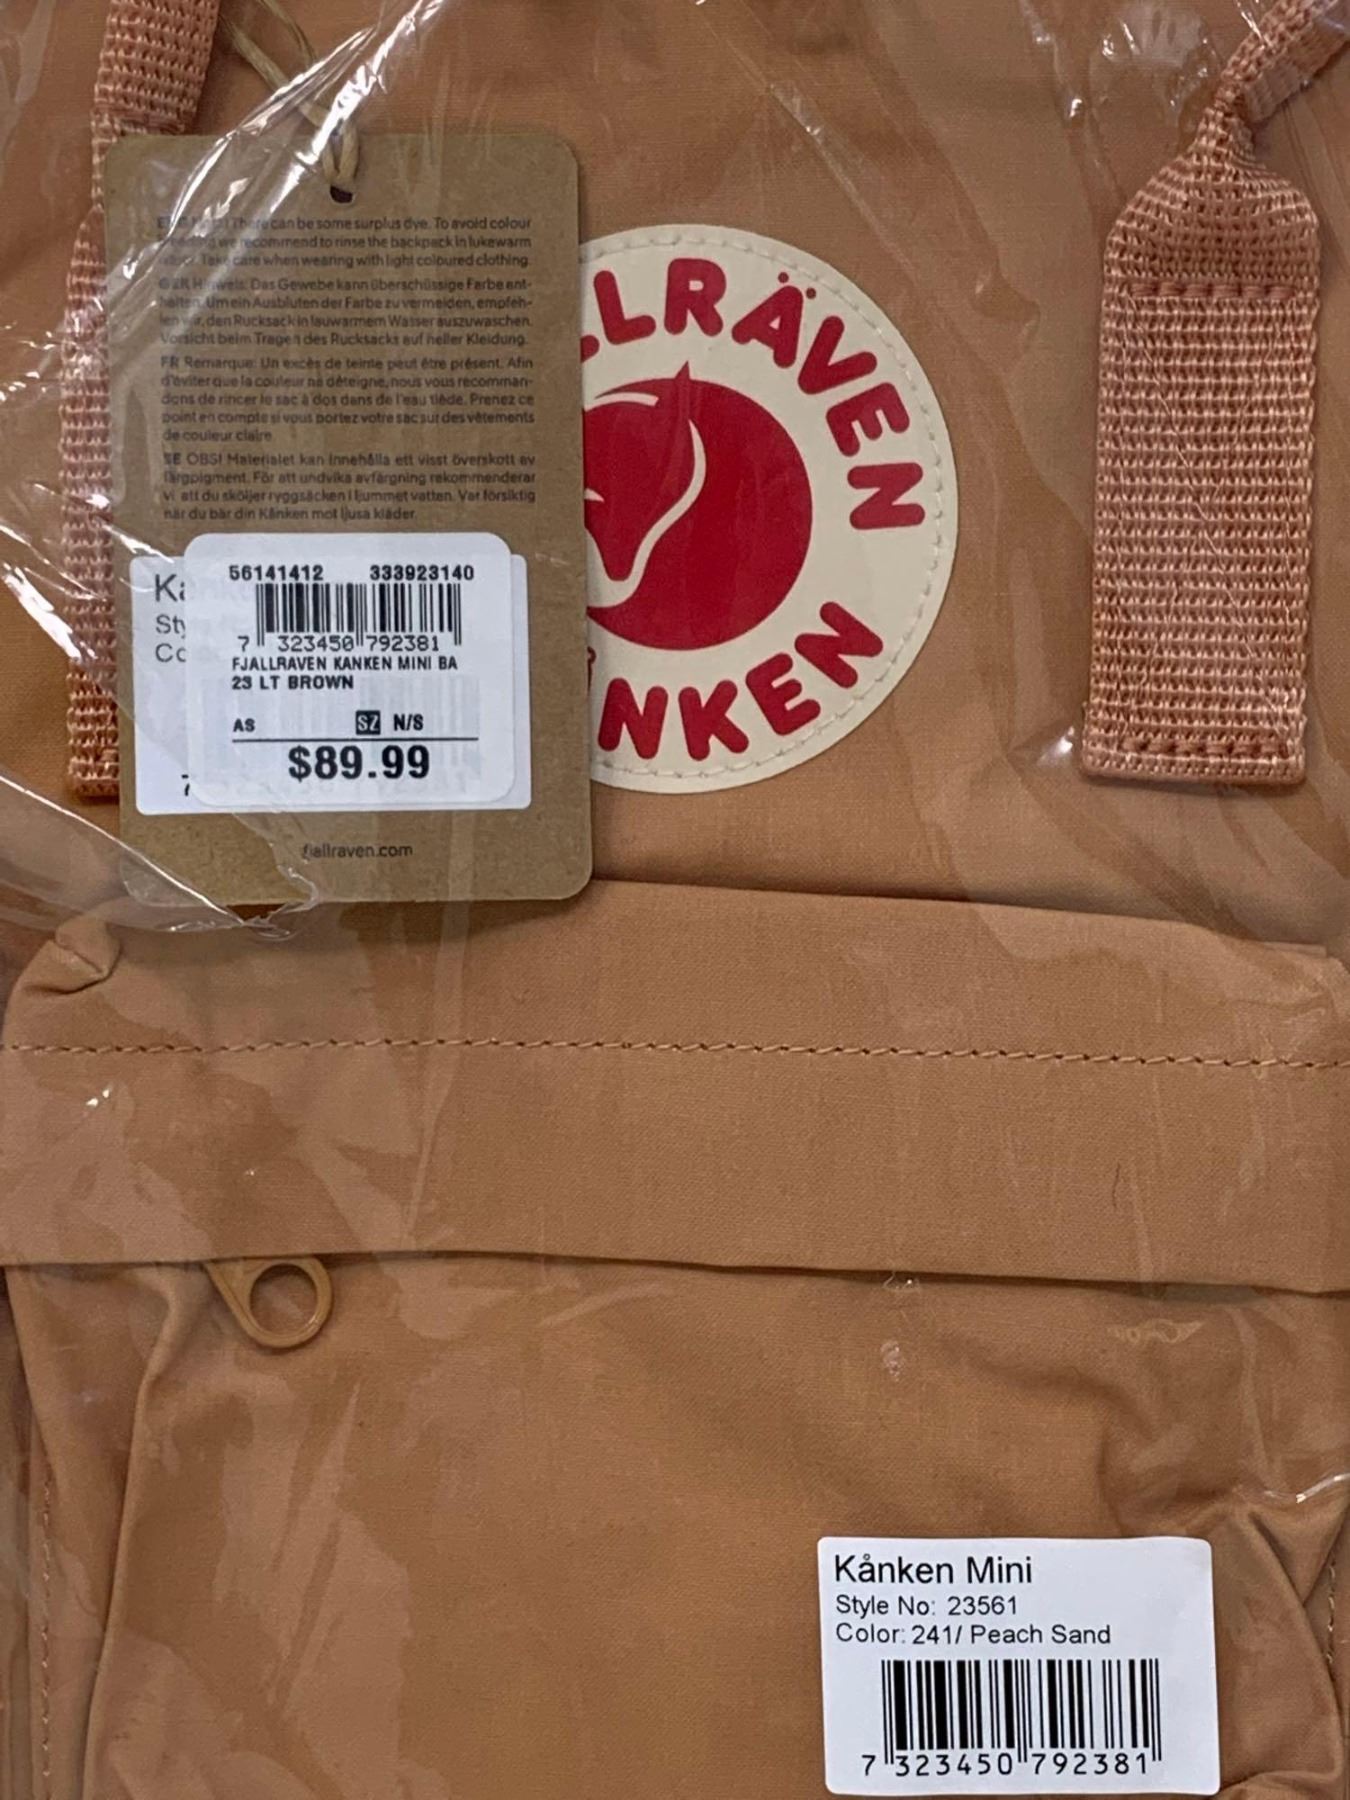 There can be some surplus dye. To avoid colour
we recommend to rinse the backpack in lukewarm
Take care when wearing with light coloured clothing.
GER Hinweis: Das Gewebe kann überschüssige Farbe ent-
halten. Um ein Ausbluten der Farbe zu vermeiden, empfeh-
len wir, den Rucksack in lauwarmem Wasser auszuwaschen.
Vorsicht beim Tragen des Rucksacks auf heller Kleidung.
FR Remarque: Un excès de teinte peut être présent. Afin
d'éviter que la couleur ne déteigne, nous vous recomman-
dons de rincer le sac à dos dans de l'eau tiède. Prenez ce
point en compte si vous portez votre sac sur des vêtements
de couleur claire.
SE OBS! Materialet kan innehålla ett visst överskott av
färgpigment. För att undvika avfärgning rekommenderar
vi att du sköljer ryggsäcken i ljummet vatten. Var försiktig
när du bär din Kånken mot ljusa kläder.
56141412 333923140
7 323450 792381
FJALLRAVEN KANKEN MINI BA
23 LT BROWN
AS SZ N/S
$89.99
fjallraven.com
LLRÄVEN
NKEN
Kånken Mini
Style No: 23561
Color: 241/ Peach Sand
7 323450 792381